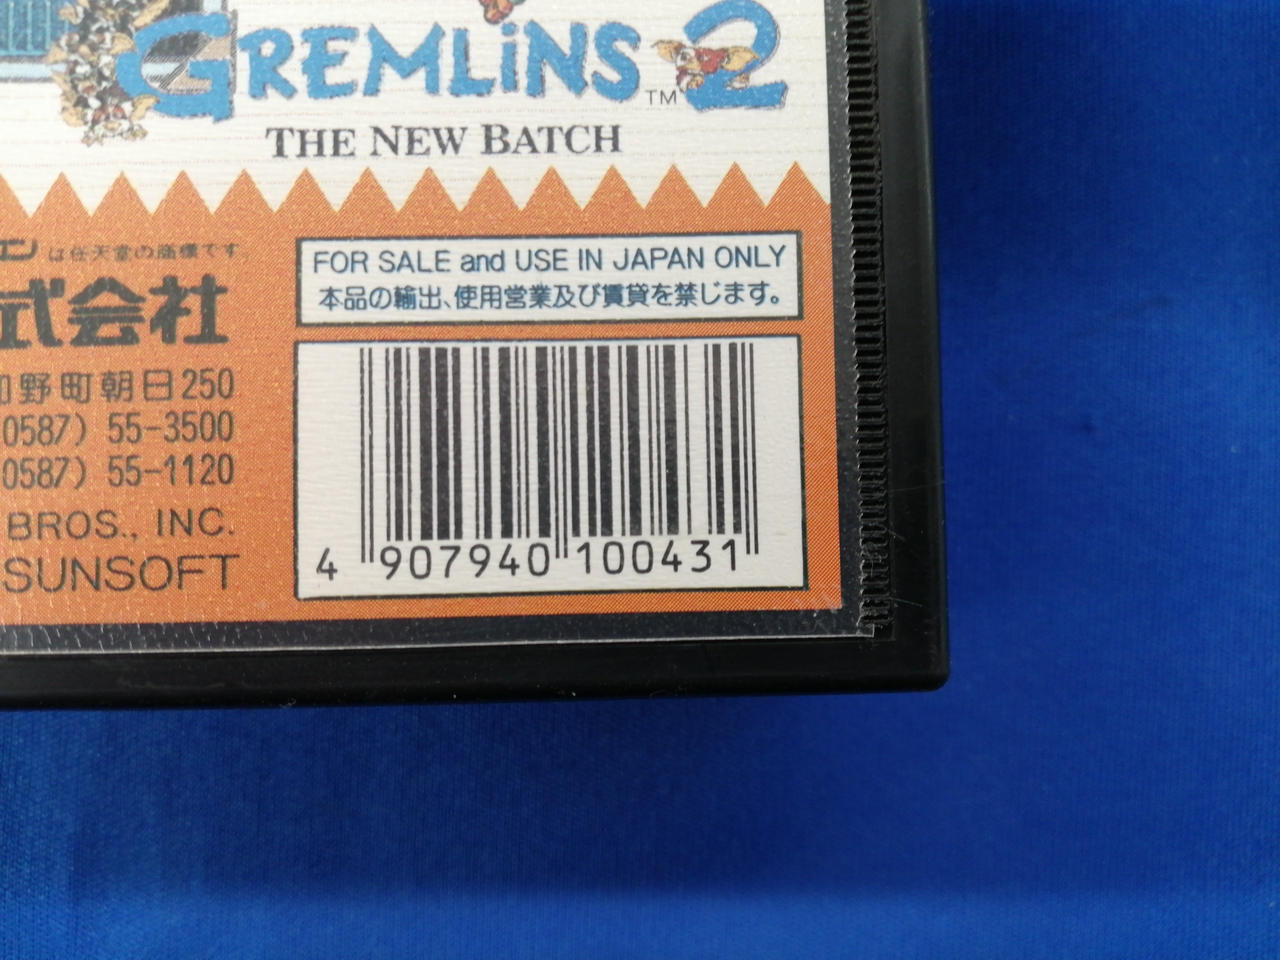 GREMLINS 2
TM
THE NEW BATCH
は任天堂の商標です。
式会社
野町朝日250
0587) 55-3500
0587) 55-1120
BROS., INC.
SUNSOFT
FOR SALE and USE IN JAPAN ONLY
本品の輸出、使用営業及び賃貸を禁じます。
4 907940 100431